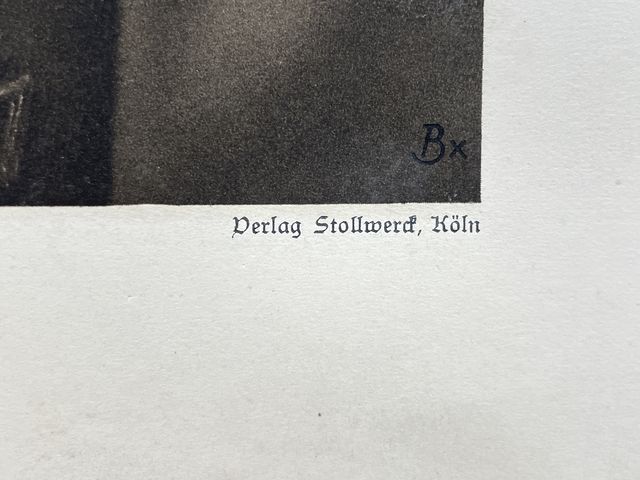 Bx
Verlag Stollwerck, Köln